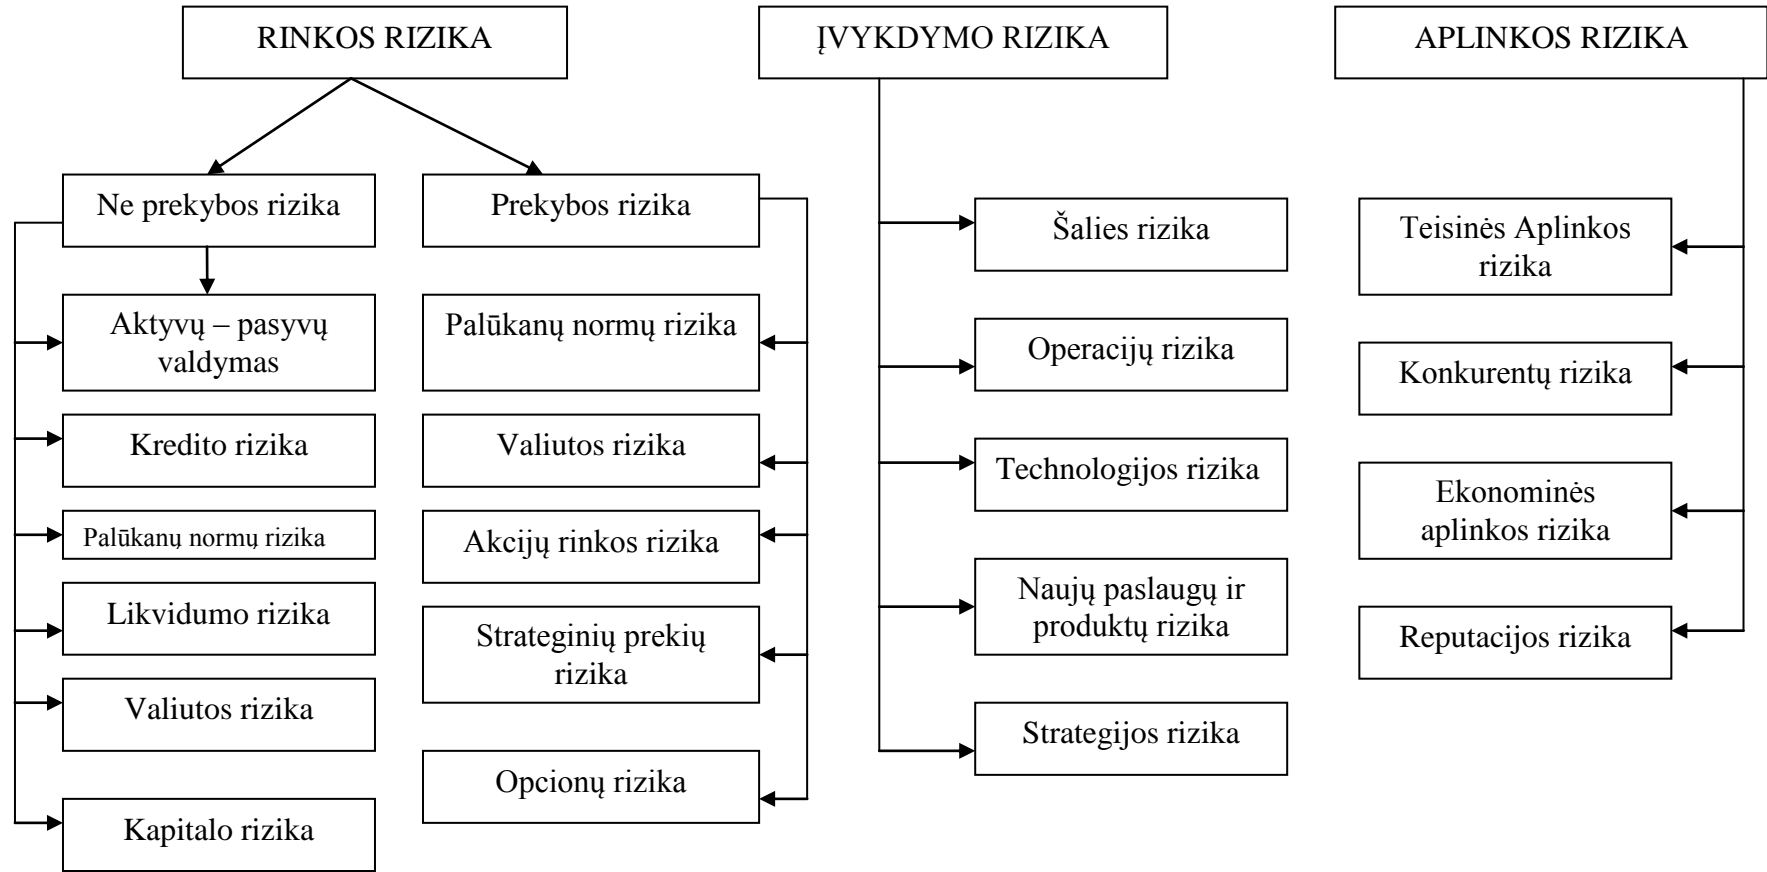 RINKOS RIZIKA
ĮVYKDYMO RIZIKA
APLINKOS RIZIKA
Ne prekybos rizika
Aktyvų – pasyvų
valdymas
Kredito rizika
Palūkanų normų rizika
Likvidumo rizika
Valiutos rizika
Kapitalo rizika
Prekybos rizika
Palūkanų normų rizika
Valiutos rizika
Akcijų rinkos rizika
Strateginių prekių
rizika
Opcionų rizika
Šalies rizika
Operacijų rizika
Technologijos rizika
Naujų paslaugų ir
produktų rizika
Strategijos rizika
Teisinės Aplinkos
rizika
Konkurentų rizika
Ekonominės
aplinkos rizika
Reputacijos rizika